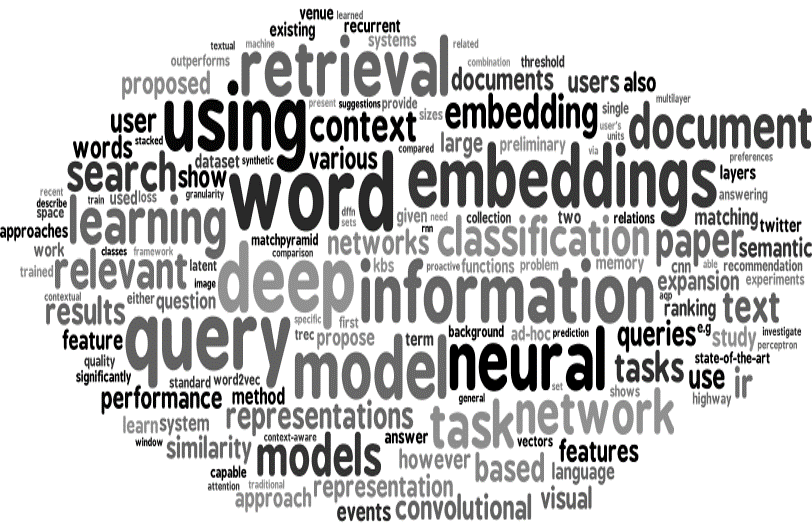 venue learned
existing recurrent
textual machine systems related
outperforms retrieval combination threshold
proposed documents users also
present suggestions provide sizes embedding single multilayer
user using context user's units document
words stacked compared large preliminary via
dataset synthetic various preferences
search show word embeddings layers
recent granularity answering
describe train used loss
space learning dffn sets given need collection two relations matching twitter
approaches rnn
work classes framework matchpyramid networks classification paper semantic
comparison
trained relevant latent deep kbs proactive functions problem memory cnn able recommendation
image information expansion experiments
contextual results either question aqp ranking text
specific first
feature query trec propose term background ad-hoc prediction queries e.g study investigate
perceptron
quality model neural tasks state-of-the-art
significantly standard word2vec set use ir
performance method general shows highway
representations task network
learn system
window similarity context-aware answer vectors
models however features
capable based language
attention traditional representation
approach visual
events convolutional